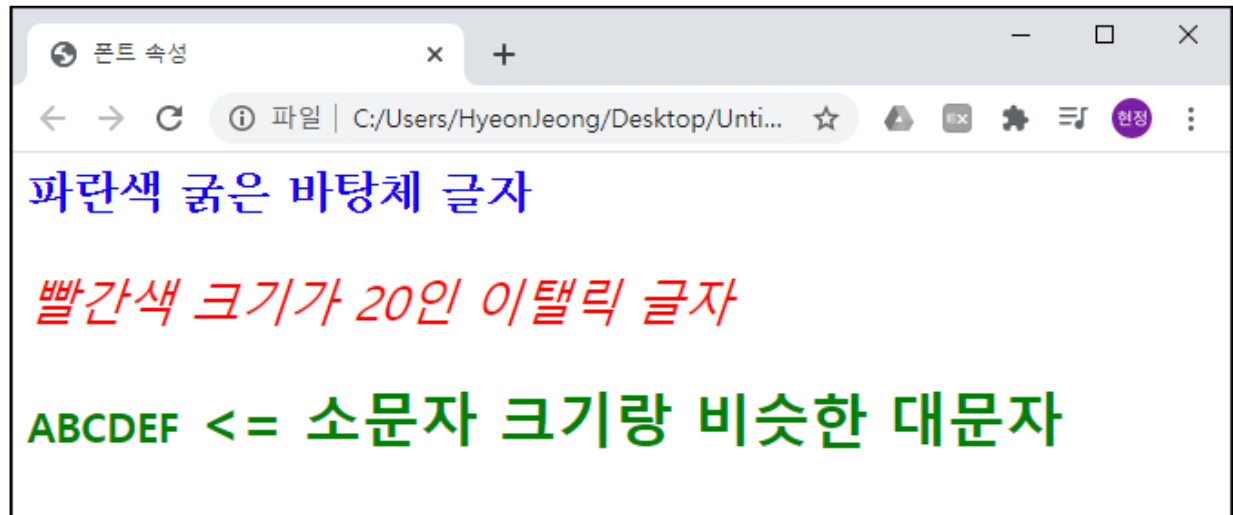 폰트 속성
파일 | C:/Users/HyeonJeong/Desktop/Unti...
현정
파란색 굵은 바탕체 글자
빨간색 크기가 20인 이탤릭 글자
ABCDEF <= 소문자 크기랑 비슷한 대문자